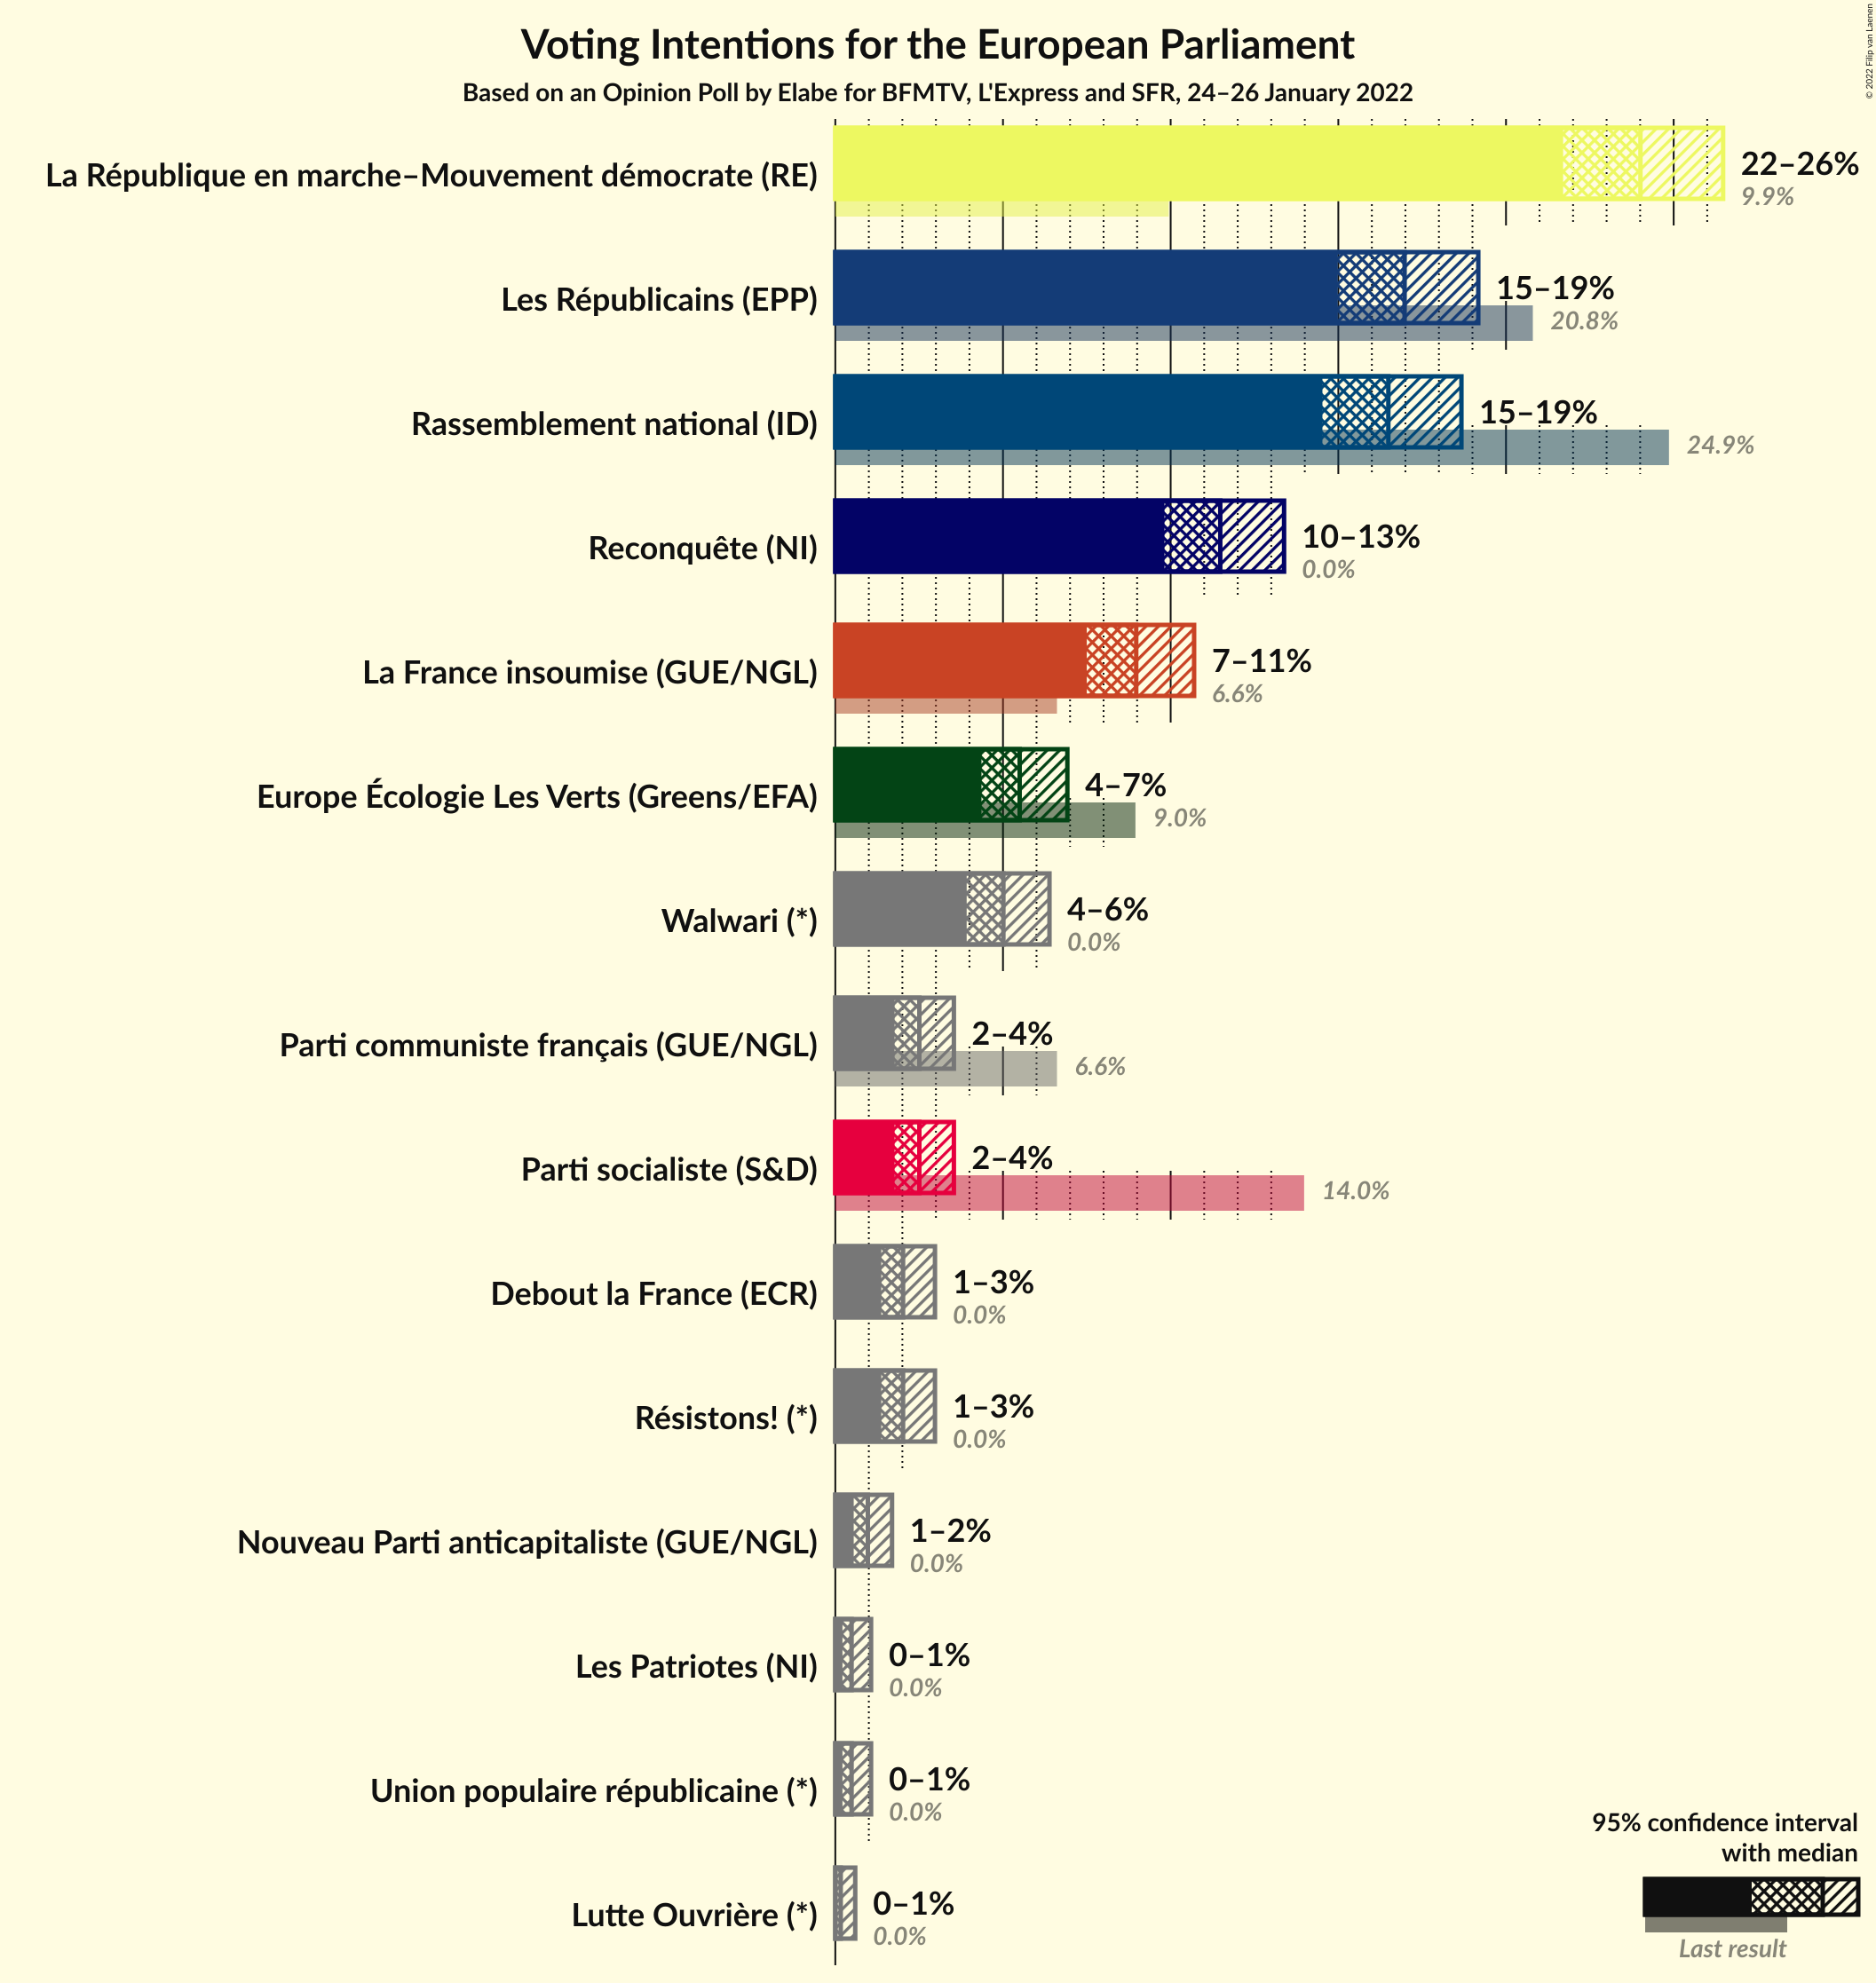 © 2022 Filip van Laenen
Voting Intentions for the European Parliament
Based on an Opinion Poll by Elabe for BFMTV, L'Express and SFR, 24–26 January 2022
La République en marche–Mouvement démocrate (RE)
22–26%
9.9%
Les Républicains (EPP)
15–19%
20.8%
Rassemblement national (ID)
15–19%
24.9%
Reconquête (NI)
10–13%
0.0%
La France insoumise (GUE/NGL)
7–11%
6.6%
Europe Écologie Les Verts (Greens/EFA)
4–7%
9.0%
Walwari (*)
4–6%
0.0%
Parti communiste français (GUE/NGL)
2–4%
6.6%
Parti socialiste (S&D)
2–4%
14.0%
Debout la France (ECR)
1–3%
0.0%
Résistons! (*)
1–3%
0.0%
Nouveau Parti anticapitaliste (GUE/NGL)
1–2%
0.0%
Les Patriotes (NI)
0–1%
0.0%
Union populaire républicaine (*)
0–1%
0.0%
Lutte Ouvrière (*)
0–1%
0.0%
95% confidence interval
with median
Last result